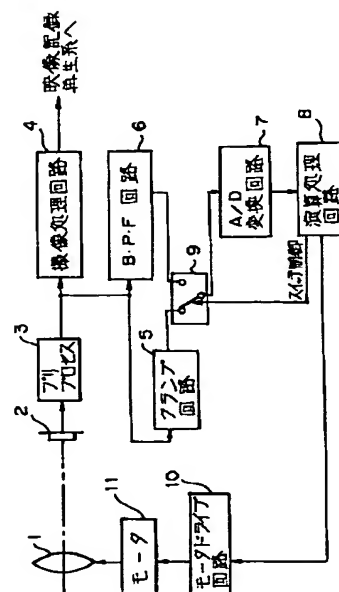 1
2
3
プリ
プロセス
4
撮像処理回路
映像記録
再生系へ
5
クランプ
回路
6
B・P・F 回路
9
7
A/D
変換回路
スイッチ制御
8
演算処理
回路
11
モータ
10
モータドライブ
回路